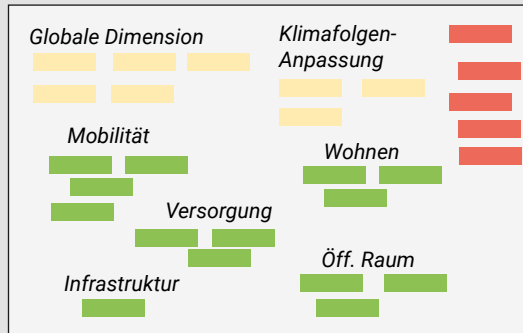 Globale Dimension
Klimafolgen-
Anpassung
Mobilität
Wohnen
Versorgung
Infrastruktur
Öff. Raum